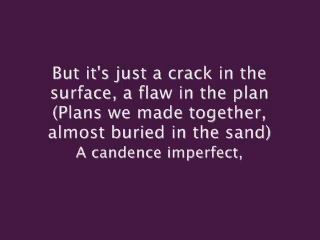 But it's just a crack in the
surface, a flaw in the plan
(Plans we made together,
almost buried in the sand)
A candence imperfect,